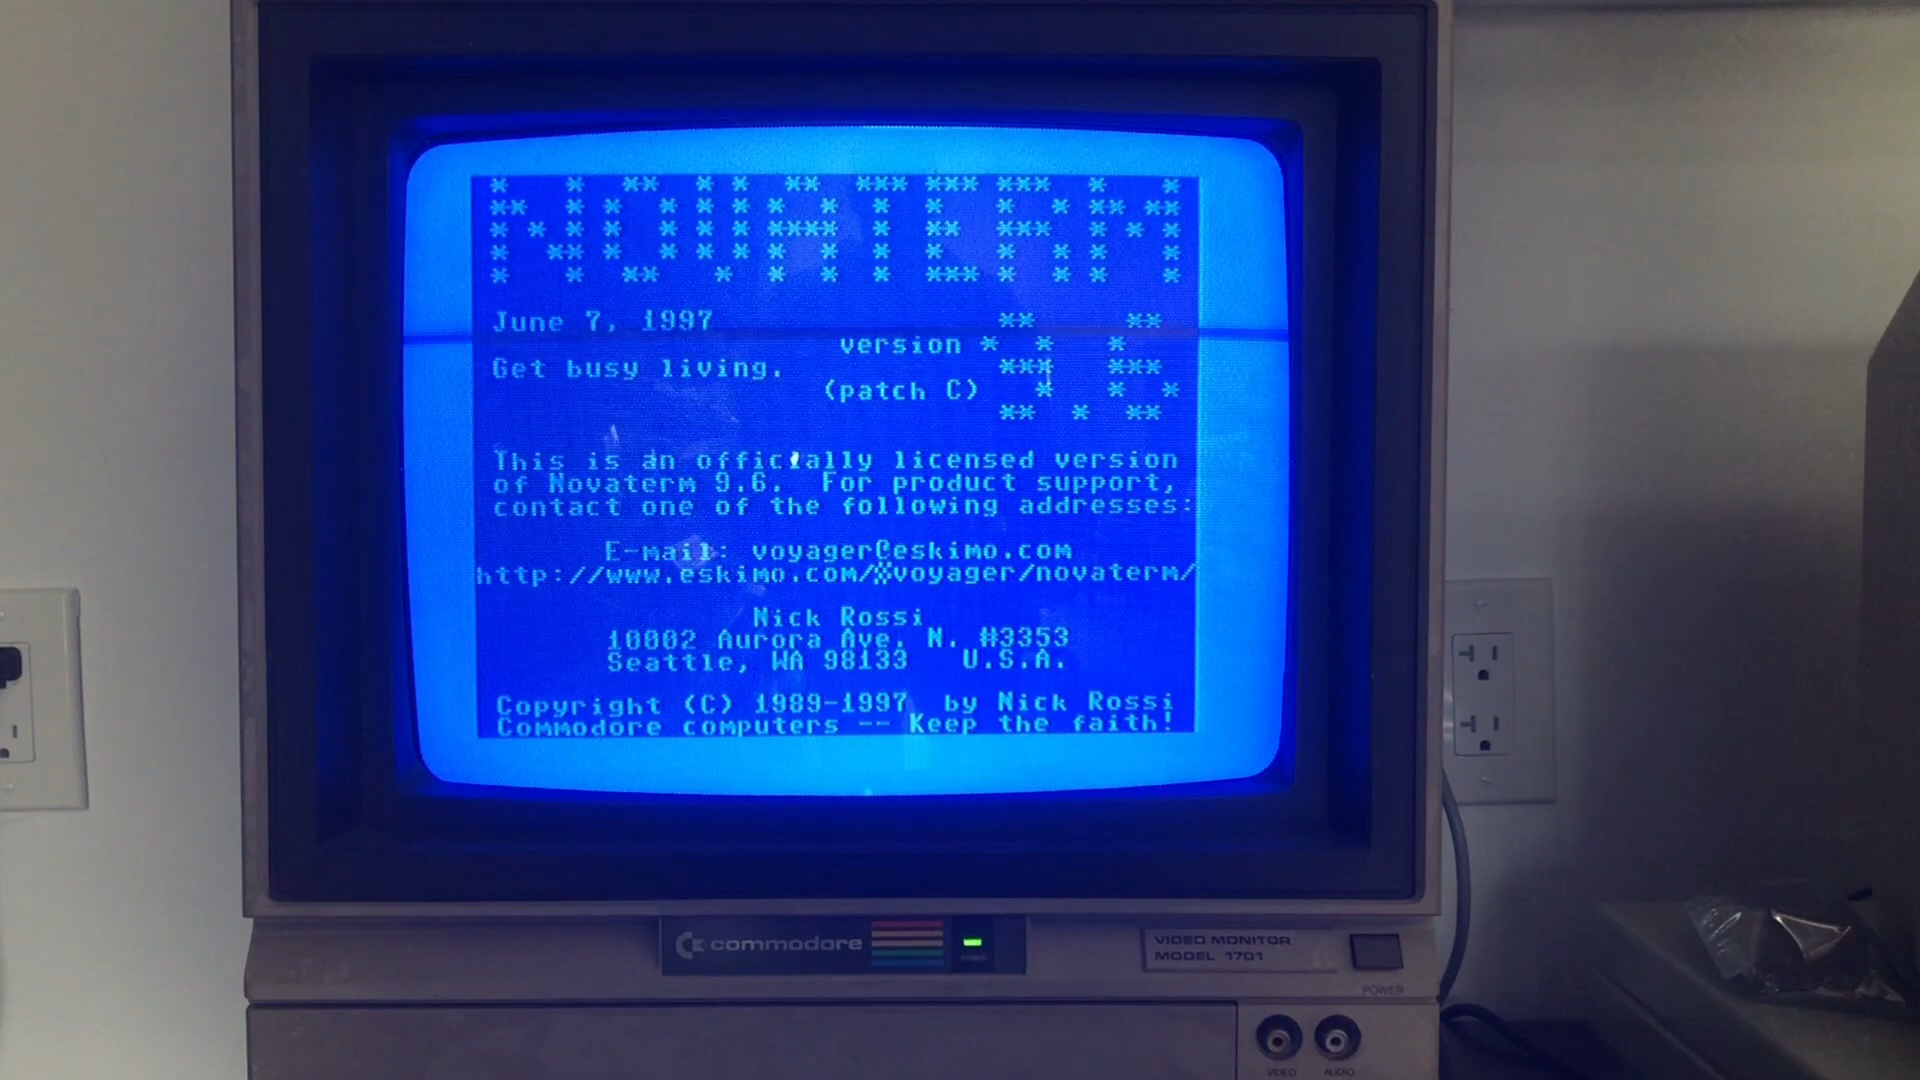 NOVATERM
June 7, 1997
version 9.6
Get busy living.
(patch C)
This is an officially licensed version
of Novaterm 9.6. For product support,
contact one of the following addresses:
E-mail: voyager@eskimo.com
http://www.eskimo.com/▒voyager/novaterm/
Nick Rossi
10002 Aurora Ave. N. #3353
Seattle, WA 98133 U.S.A.
Copyright (C) 1989-1997 by Nick Rossi
Commodore computers -- Keep the faith!
commodore
VIDEO MONITOR
MODEL 1701
POWER
VIDEO AUDIO